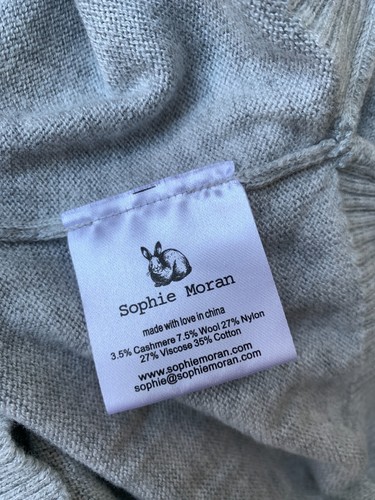 Sophie Moran
made with love in china
3.5% Cashmere 7.5% Wool 27% Nylon
27% Viscose 35% Cotton
www.sophiemoran.com
sophie@sophiemoran.com